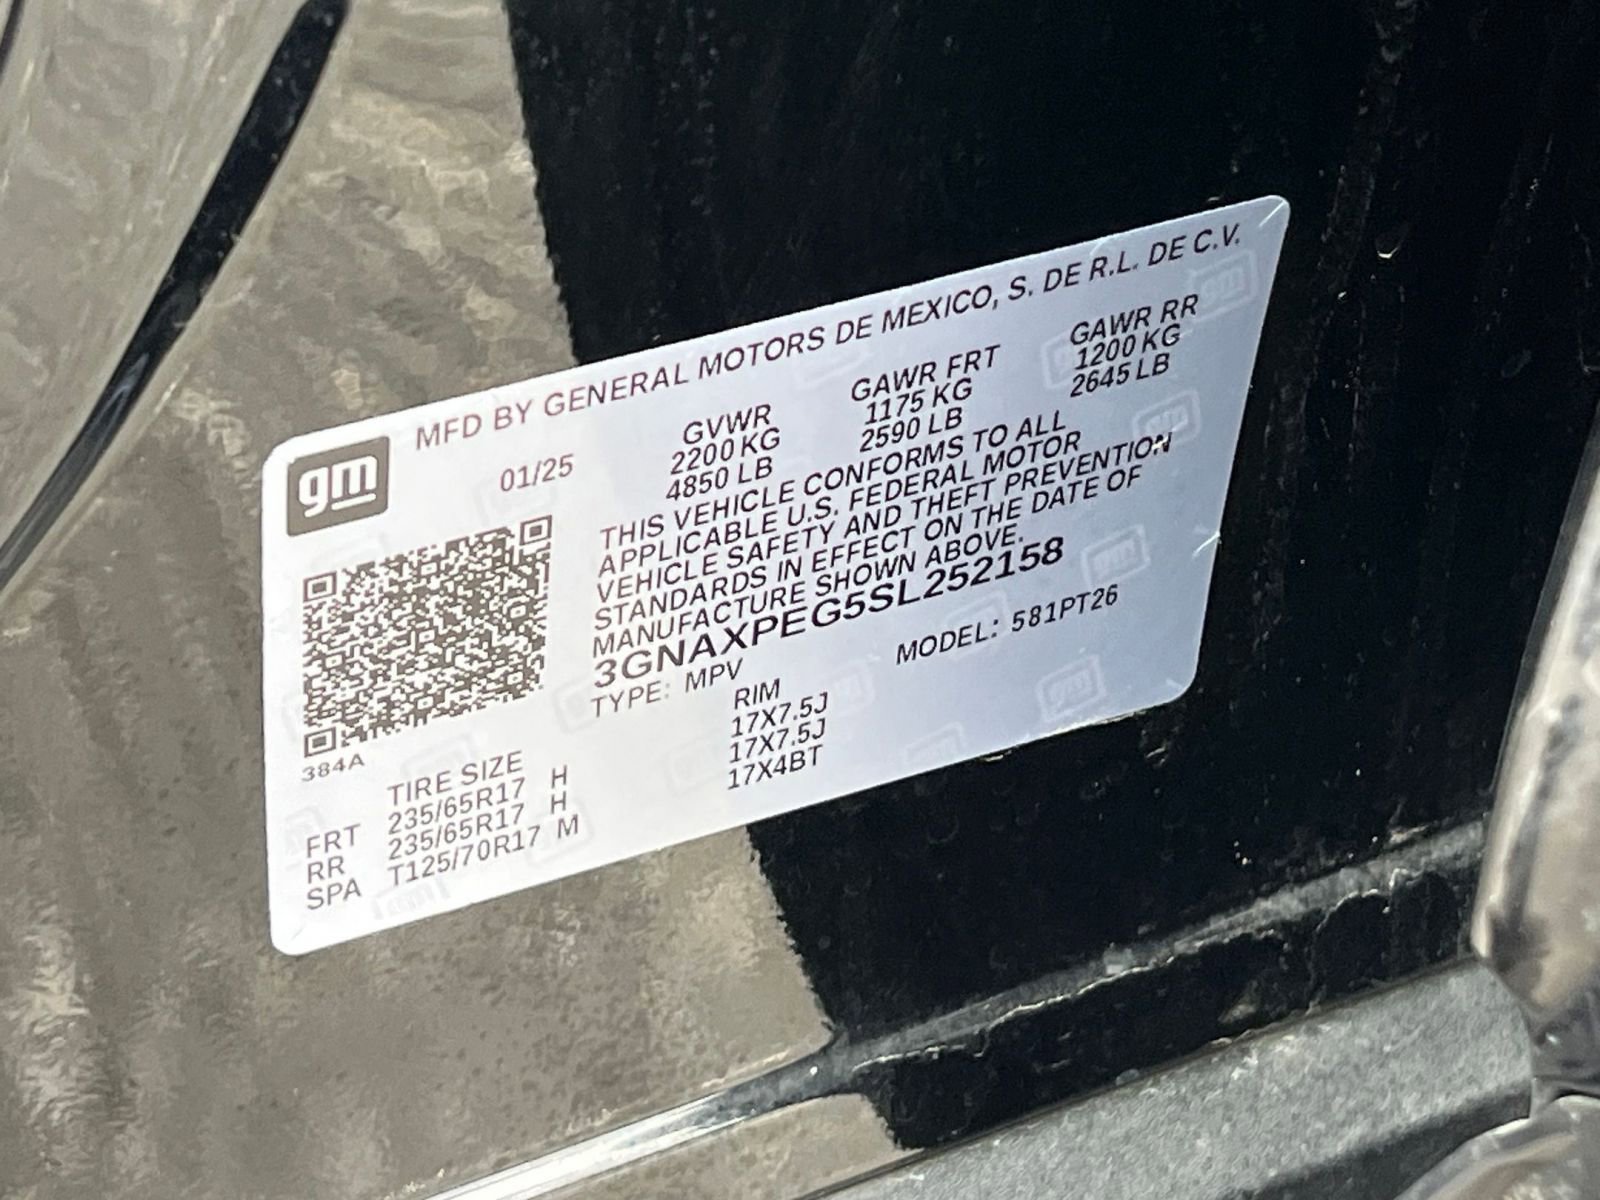 MFD BY GENERAL MOTORS DE MEXICO, S. DE R.L. DE C.V.
gm
01/25
GVWR GAWR FRT GAWR RR
2200 KG 1175 KG 1200 KG
4850 LB 2590 LB 2645 LB
THIS VEHICLE CONFORMS TO ALL
APPLICABLE U.S. FEDERAL MOTOR
VEHICLE SAFETY AND THEFT PREVENTION
STANDARDS IN EFFECT ON THE DATE OF
MANUFACTURE SHOWN ABOVE.
3GNAXPEG5SL252158
TYPE: MPV MODEL: 581PT26
384A
TIRE SIZE RIM
FRT 235/65R17 H 17X7.5J
RR 235/65R17 H 17X7.5J
SPA T125/70R17 M 17X4BT